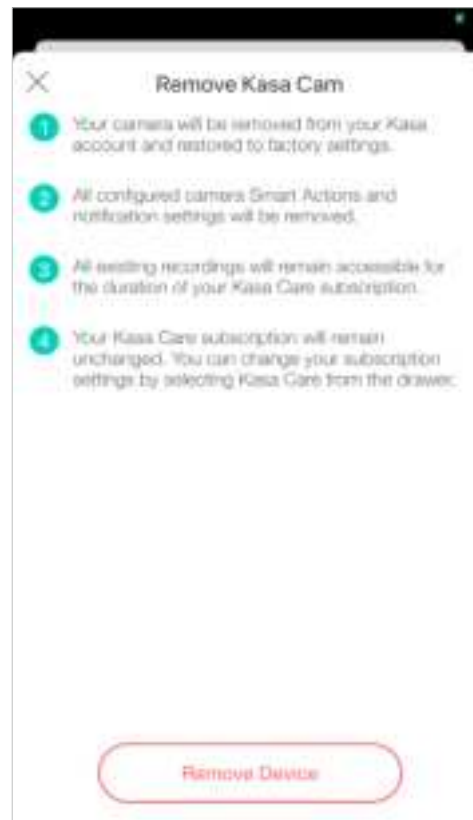 Remove Kasa Cam
1 Your camera will be removed from your Kasa
account and restored to factory settings.
2 All configured camera Smart Actions and
notification settings will be removed.
3 All existing recordings will remain accessible for
the duration of your Kasa Care subscription.
4 Your Kasa Care subscription will remain
unchanged. You can change your subscription
settings by selecting Kasa Care from the drawer.
Remove Device